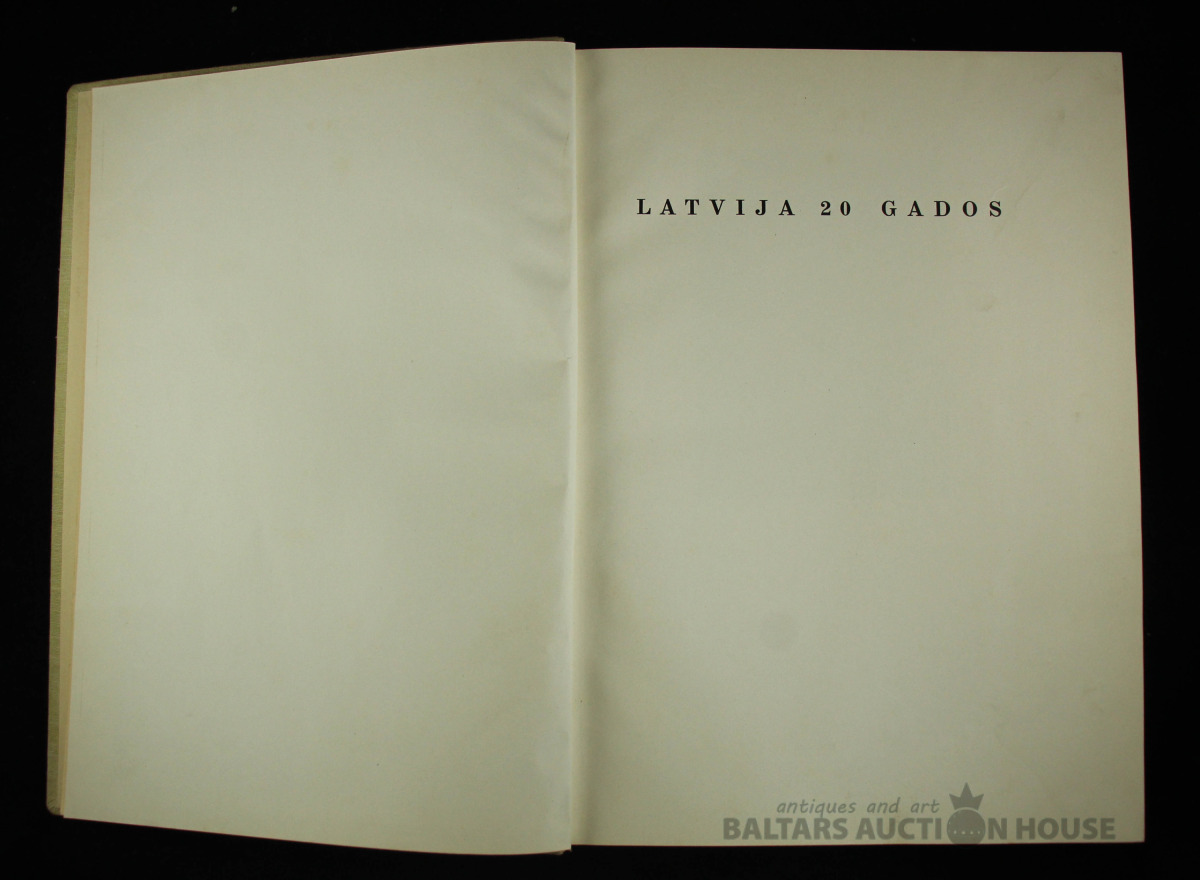 LATVIJA 20 GADOS
antiques and art
BALTARS AUCTION HOUSE